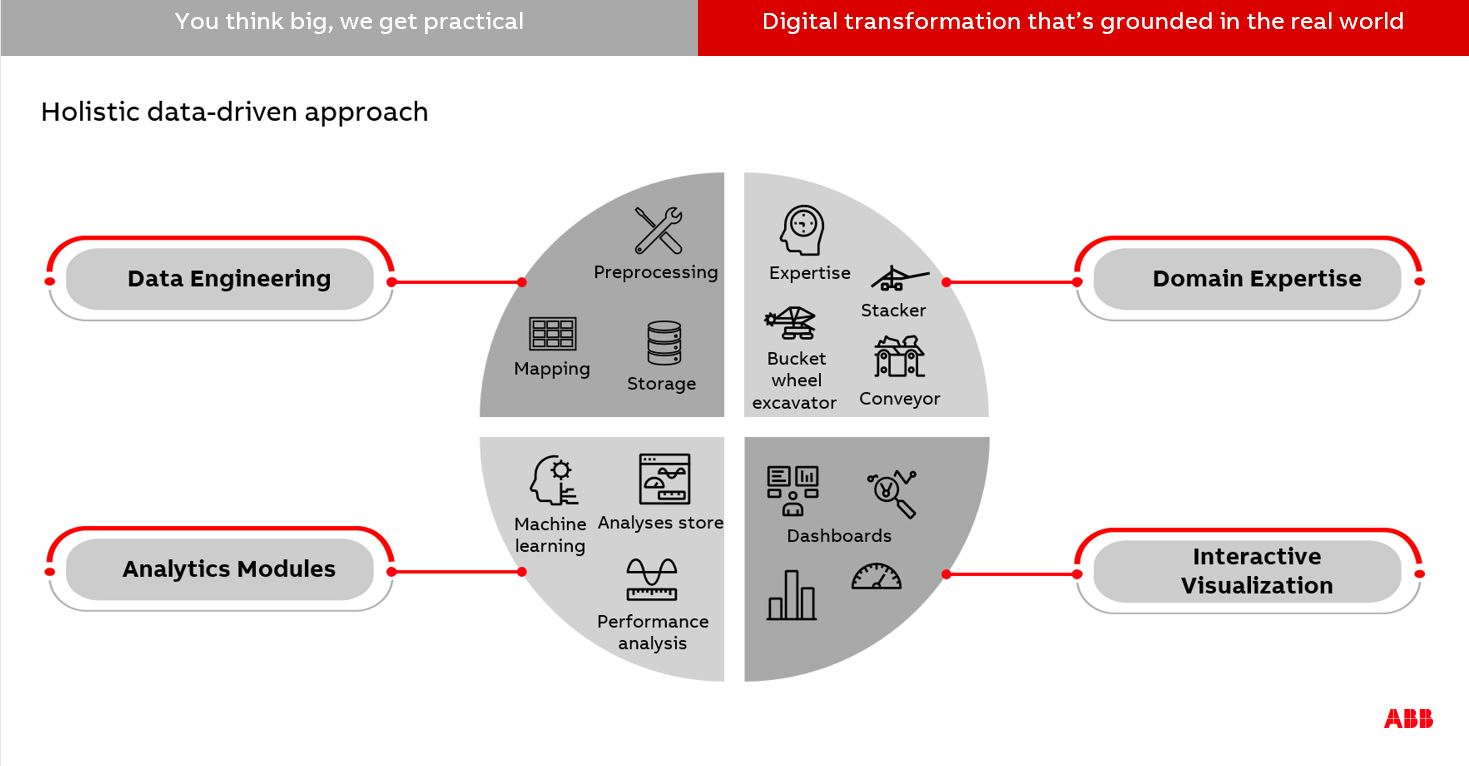 You think big, we get practical
Digital transformation that's grounded in the real world
Holistic data-driven approach
Data Engineering
Preprocessing
Mapping
Storage
Expertise
Stacker
Bucket
wheel
excavator
Conveyor
Domain Expertise
Analytics Modules
Machine
learning
Analyses store
Performance
analysis
Dashboards
Interactive
Visualization
ABB